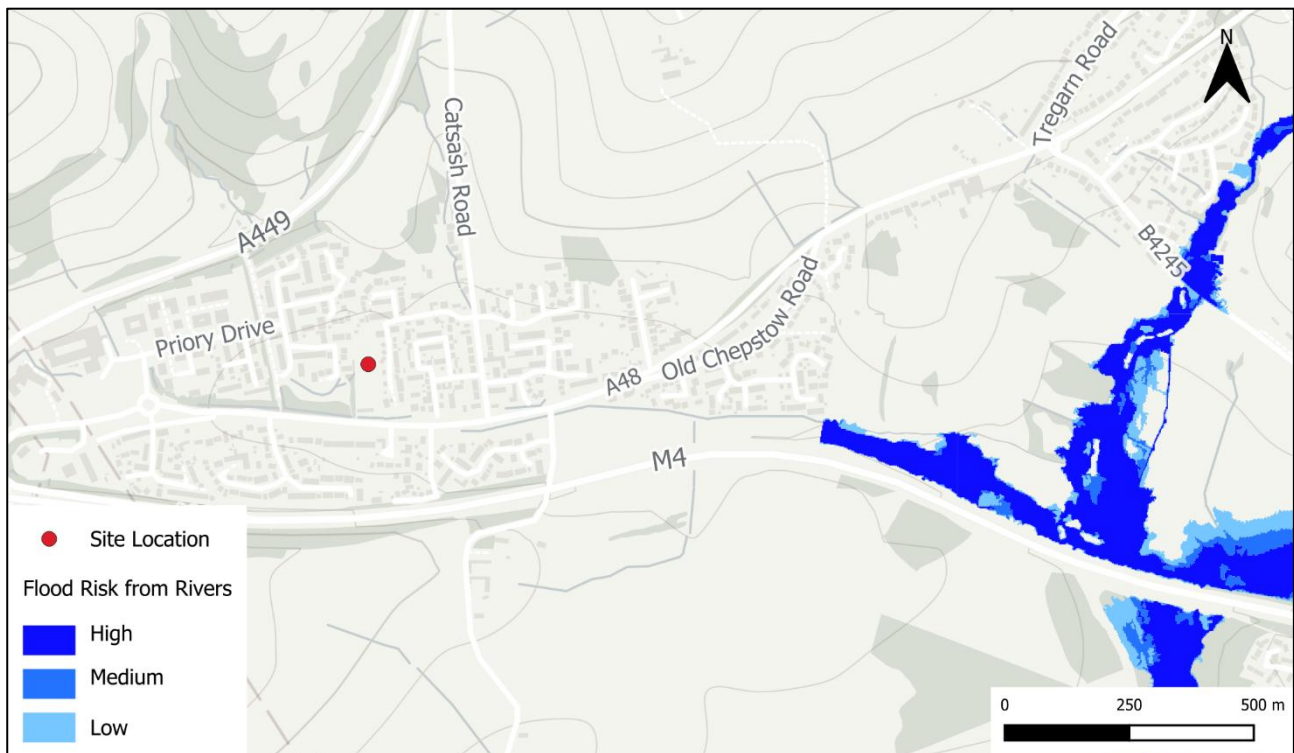 N
Tregarn Road
Catsash Road
A449
B4245
Priory Drive
Old Chepstow Road
A48
M4
Site Location
Flood Risk from Rivers
High
Medium
Low
0 250 500 m